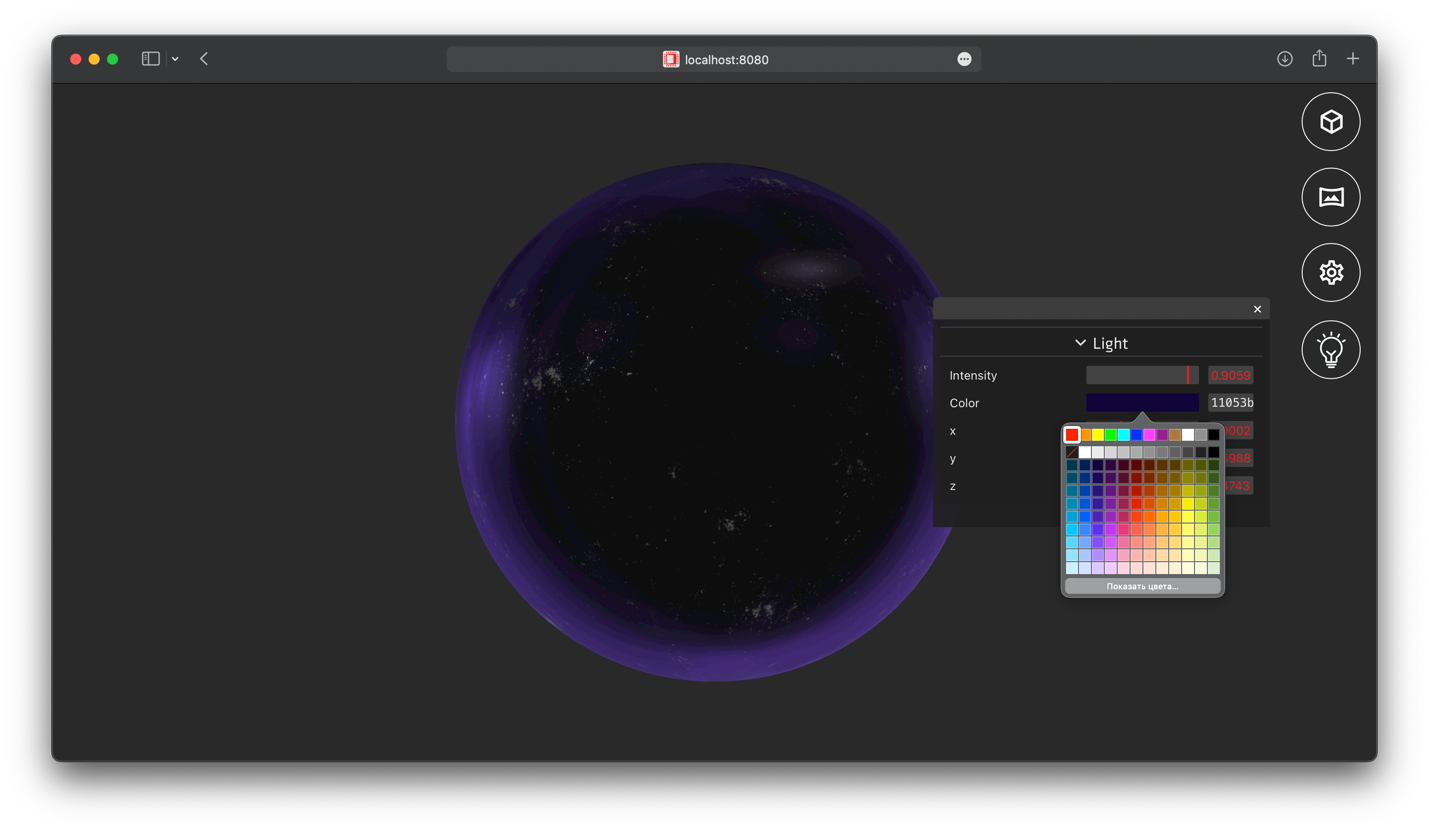 localhost:8080
Light
Intensity 0.9059
Color 11053b
x
y
z
Показать цвета...